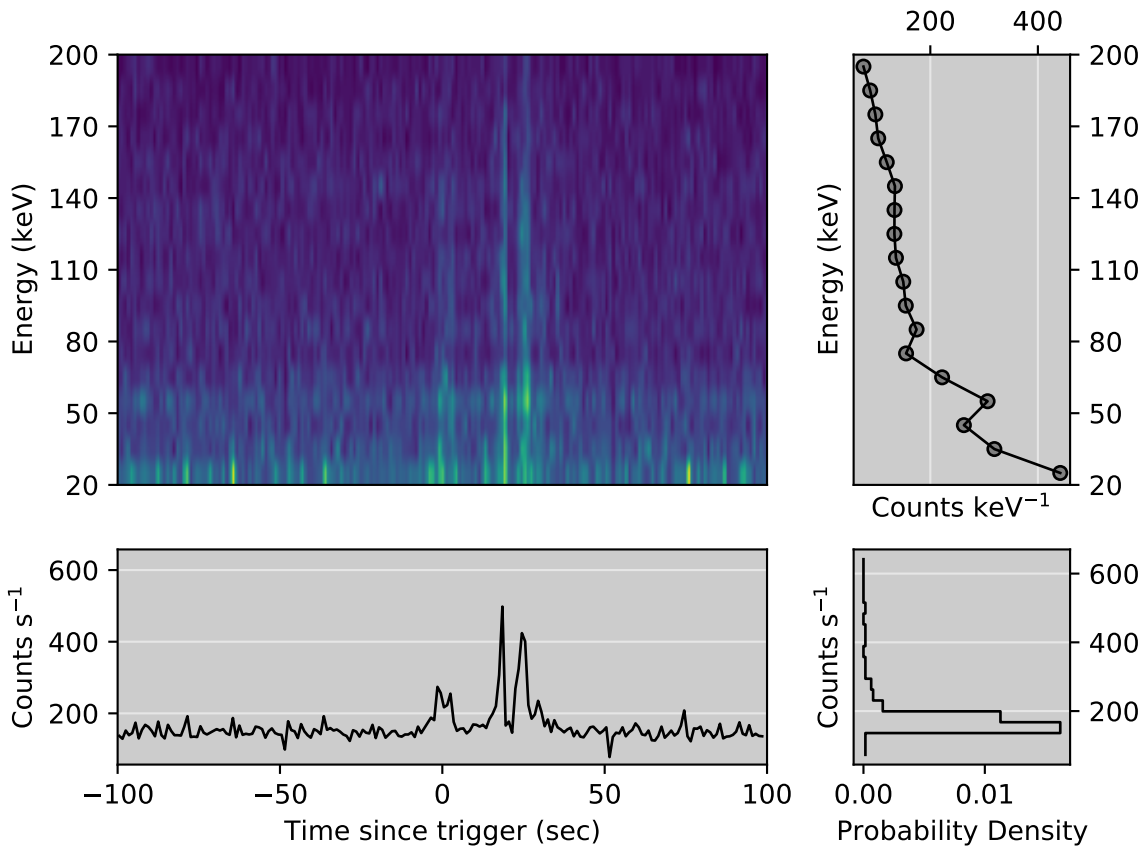 200 400
200
170
140
110
80
50
20
Energy (keV)
200
170
140
110
80
50
20
Energy (keV)
Counts keV⁻¹
600
400
200
Counts s⁻¹
−100 −50 0 50 100
Time since trigger (sec)
600
400
200
Counts s⁻¹
0.00 0.01
Probability Density